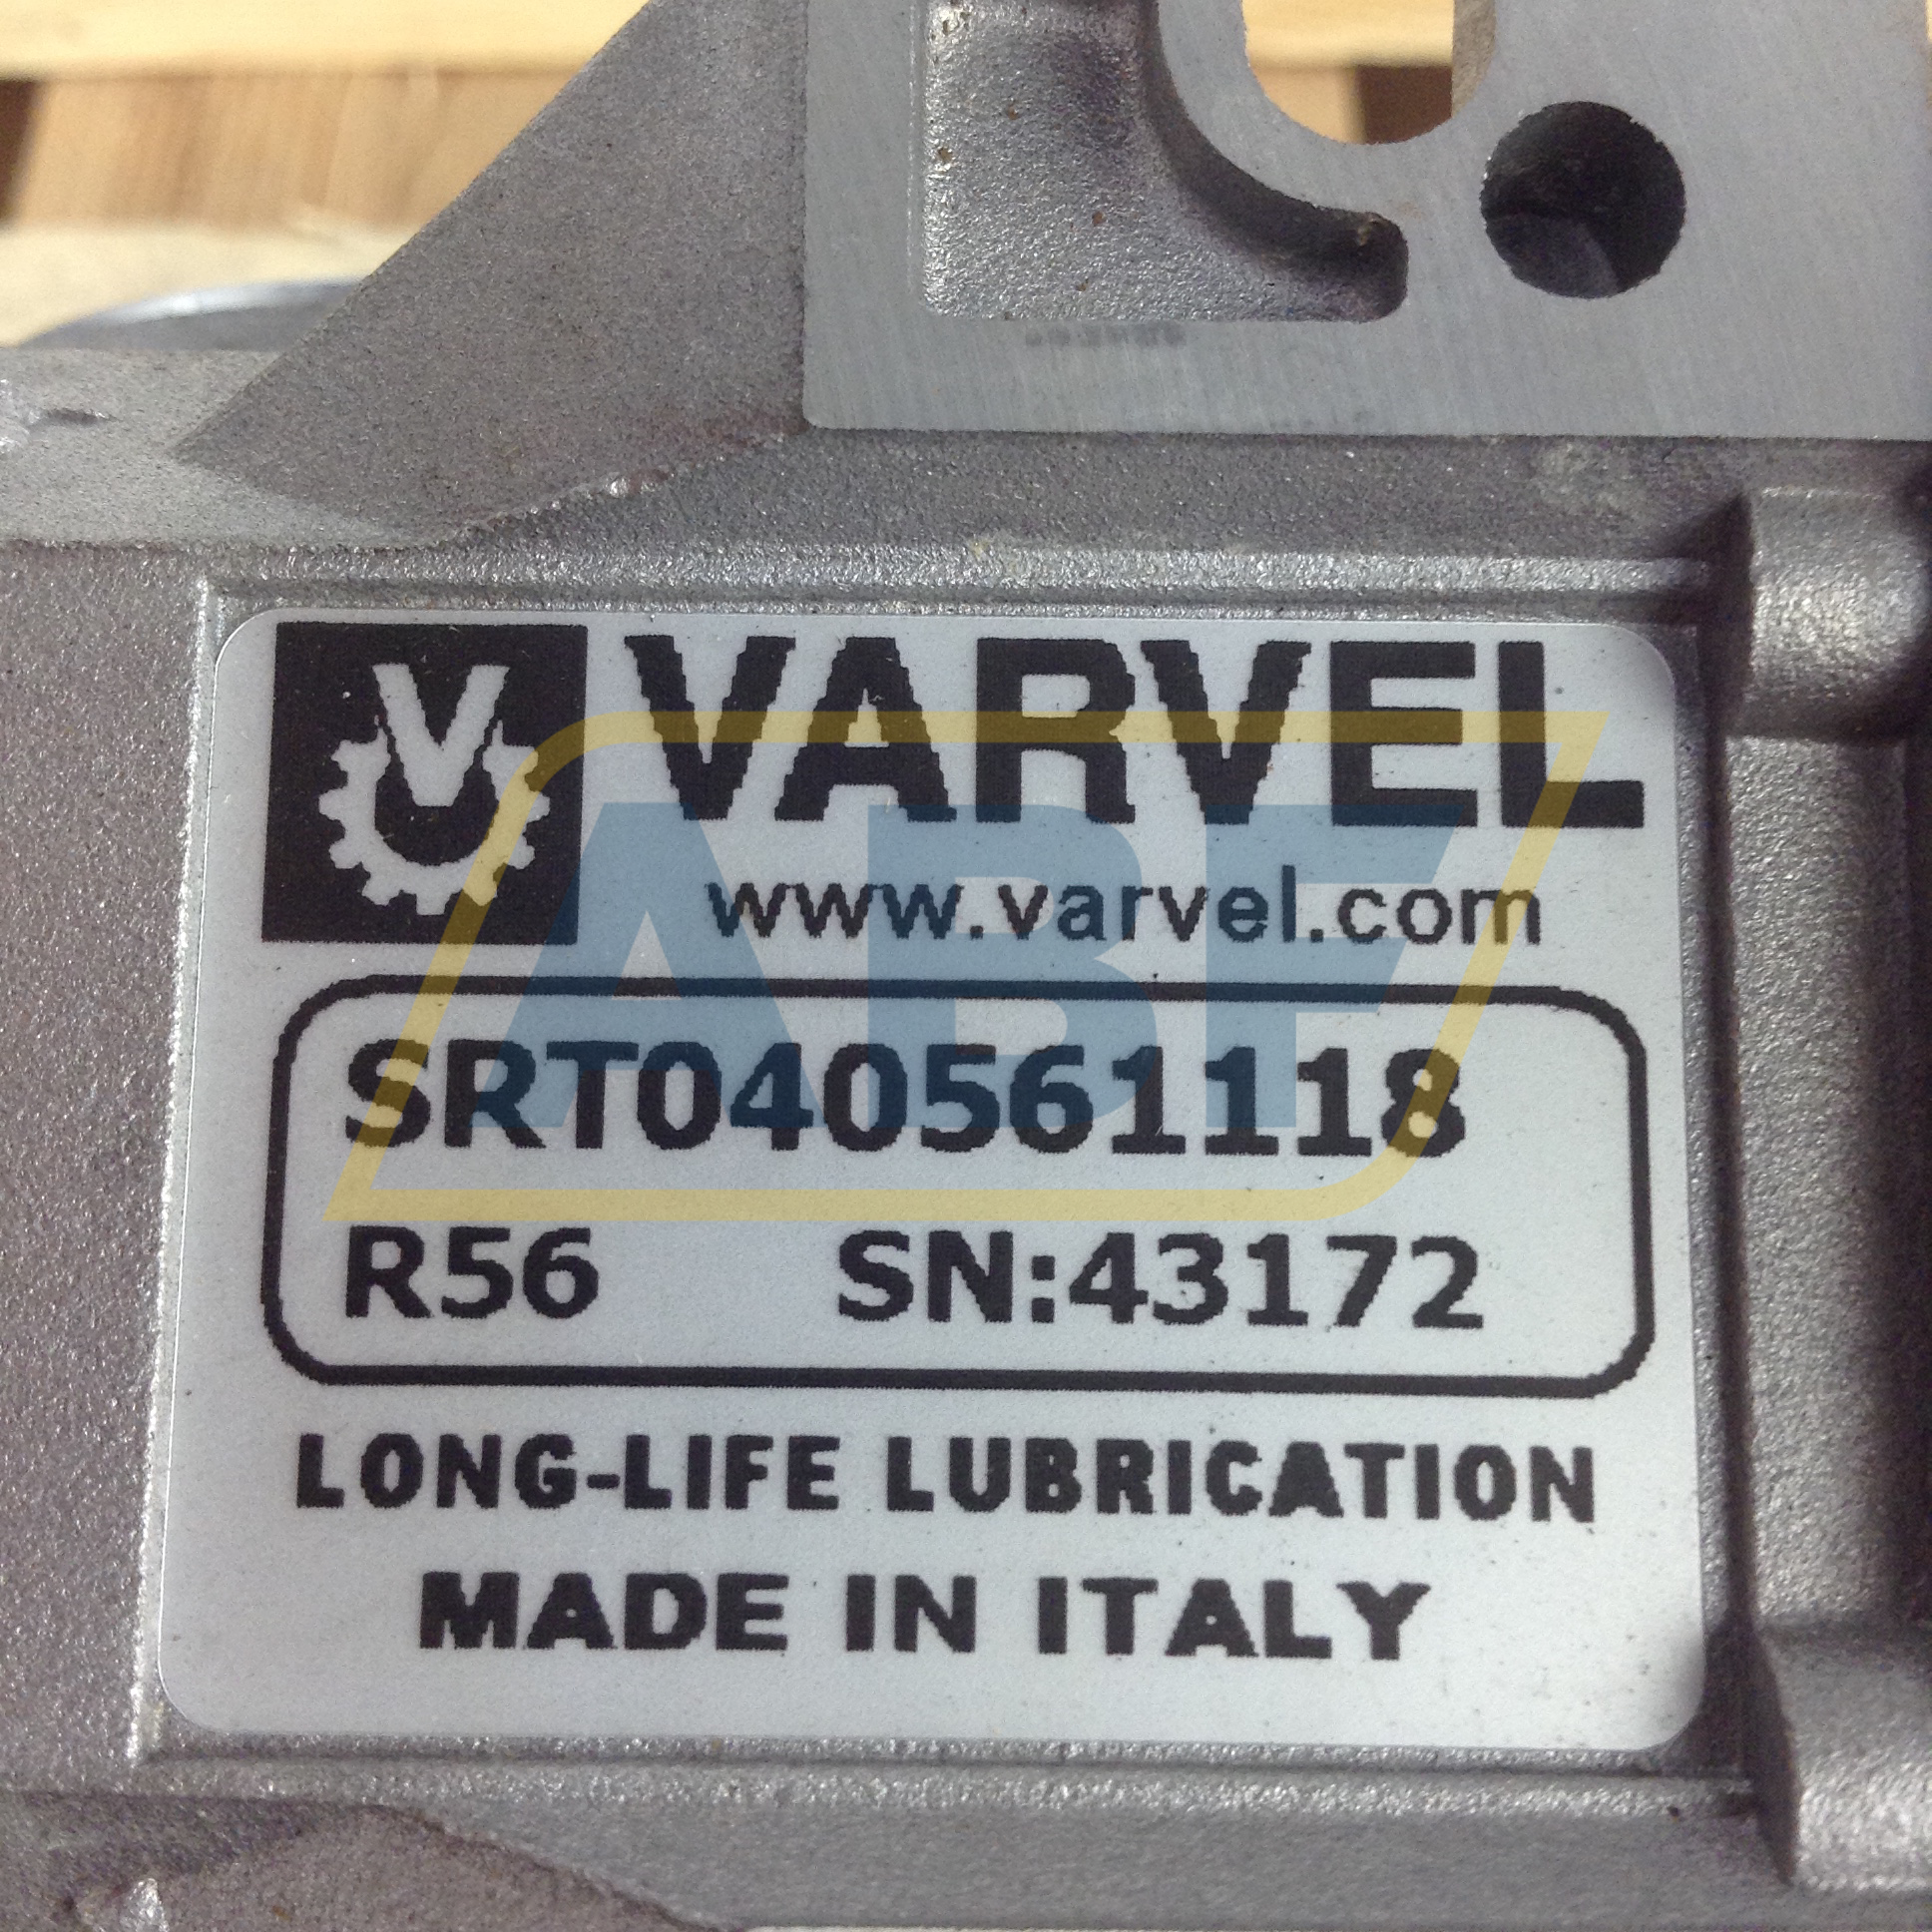 VARVEL
www.varvel.com
ABF
SRT040561118
R56 SN:43172
LONG-LIFE LUBRICATION
MADE IN ITALY